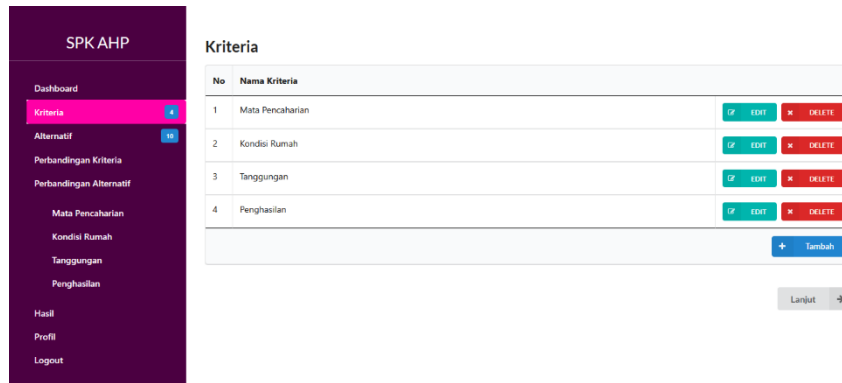 SPK AHP
Dashboard
Kriteria 4
Alternatif 10
Perbandingan Kriteria
Perbandingan Alternatif
Mata Pencaharian
Kondisi Rumah
Tanggungan
Penghasilan
Hasil
Profil
Logout
Kriteria
No Nama Kriteria
1 Mata Pencaharian EDIT DELETE
2 Kondisi Rumah EDIT DELETE
3 Tanggungan EDIT DELETE
4 Penghasilan EDIT DELETE
Tambah
Lanjut